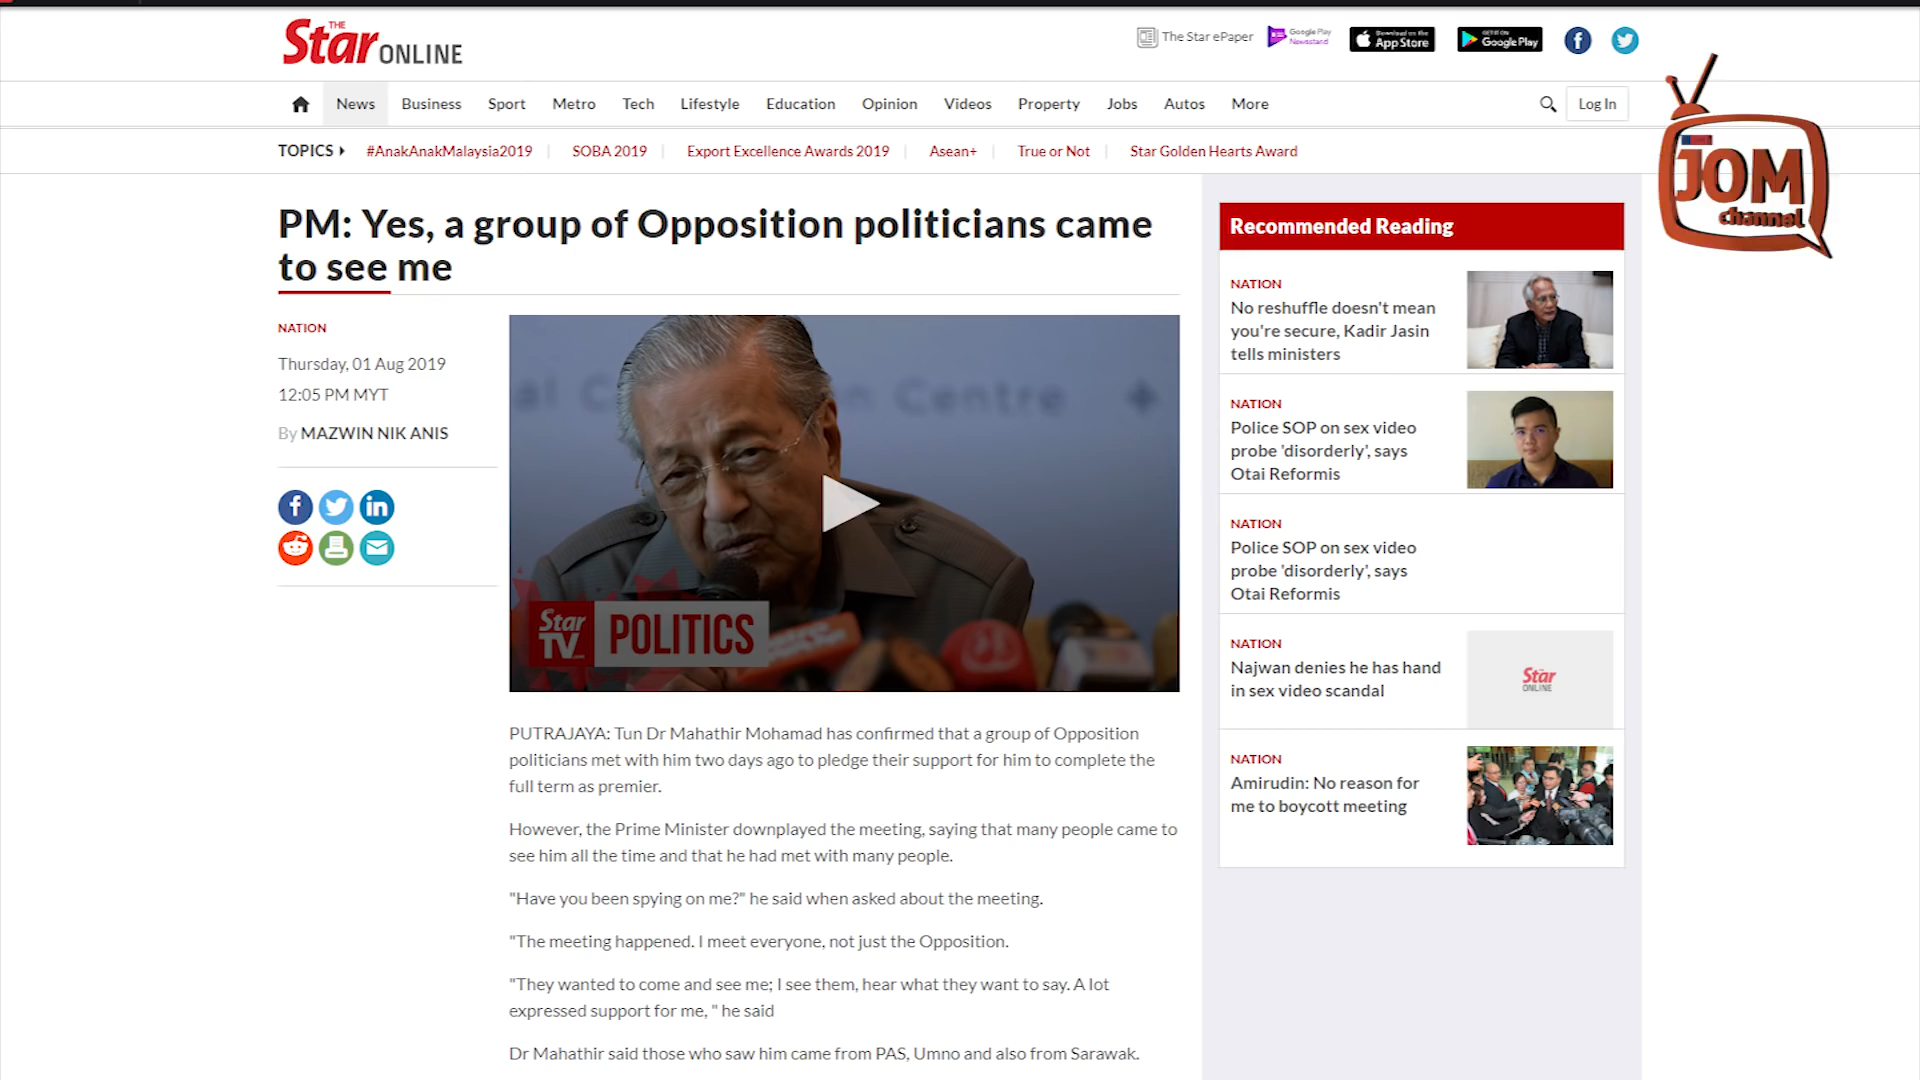 THE
Star ONLINE
The Star ePaper
Google Play
Newsstand
Download on the
App Store
GET IT ON
Google Play
News Business Sport Metro Tech Lifestyle Education Opinion Videos Property Jobs Autos More
Log In
TOPICS #AnakAnakMalaysia2019 SOBA 2019 Export Excellence Awards 2019 Asean+ True or Not Star Golden Hearts Award
JOM
channel
PM: Yes, a group of Opposition politicians came
to see me
NATION
Thursday, 01 Aug 2019
12:05 PM MYT
By MAZWIN NIK ANIS
al C
n Centre
Star
TV
POLITICS
PUTRAJAYA: Tun Dr Mahathir Mohamad has confirmed that a group of Opposition
politicians met with him two days ago to pledge their support for him to complete the
full term as premier.
However, the Prime Minister downplayed the meeting, saying that many people came to
see him all the time and that he had met with many people.
"Have you been spying on me?" he said when asked about the meeting.
"The meeting happened. I meet everyone, not just the Opposition.
"They wanted to come and see me; I see them, hear what they want to say. A lot
expressed support for me, " he said
Dr Mahathir said those who saw him came from PAS, Umno and also from Sarawak.
Recommended Reading
NATION
No reshuffle doesn't mean
you're secure, Kadir Jasin
tells ministers
NATION
Police SOP on sex video
probe 'disorderly', says
Otai Reformis
NATION
Police SOP on sex video
probe 'disorderly', says
Otai Reformis
NATION
Najwan denies he has hand
in sex video scandal
Star
ONLINE
NATION
Amirudin: No reason for
me to boycott meeting